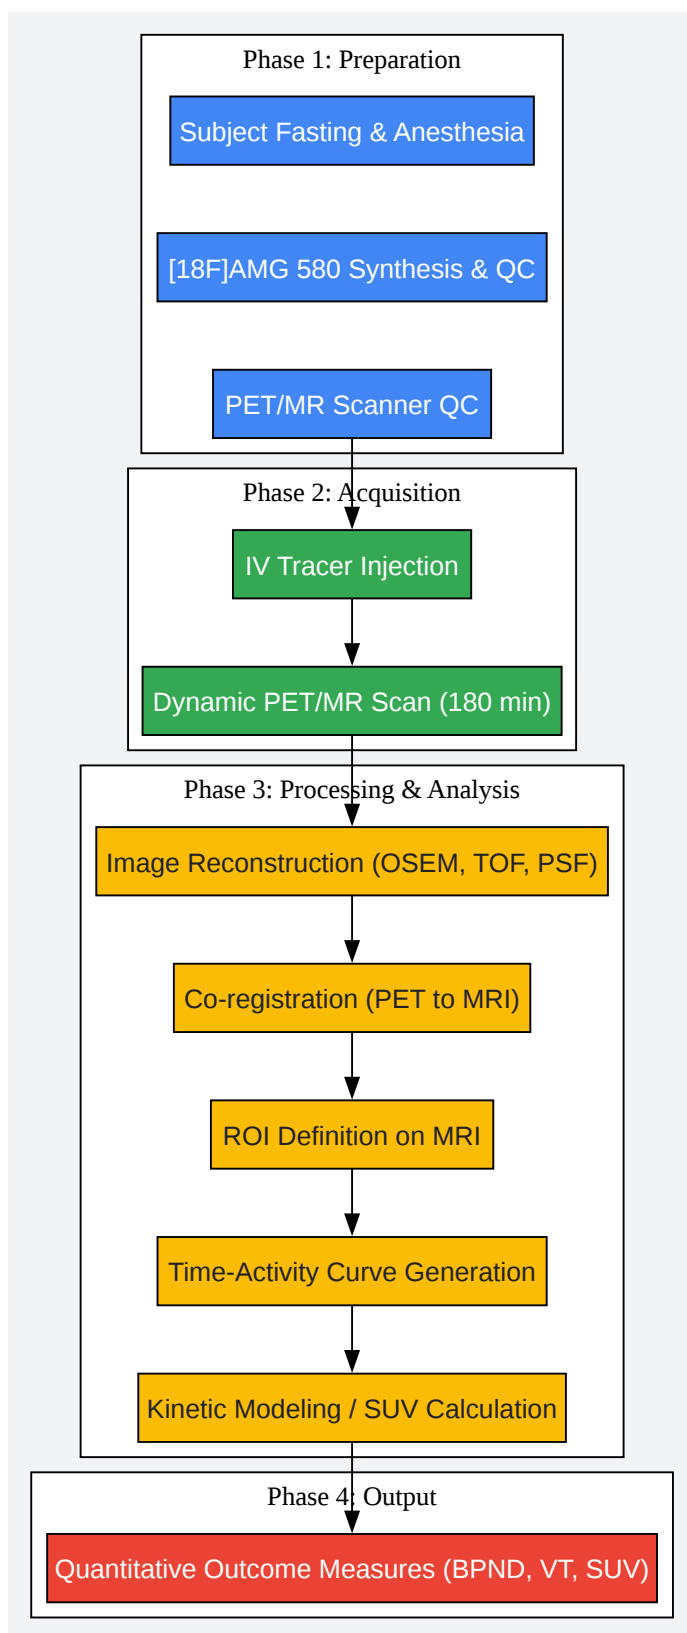 Phase 1: Preparation
Subject Fasting & Anesthesia
[18F]AMG 580 Synthesis & QC
PET/MR Scanner QC
Phase 2: Acquisition
IV Tracer Injection
Dynamic PET/MR Scan (180 min)
Phase 3: Processing & Analysis
Image Reconstruction (OSEM, TOF, PSF)
Co-registration (PET to MRI)
ROI Definition on MRI
Time-Activity Curve Generation
Kinetic Modeling / SUV Calculation
Phase 4: Output
Quantitative Outcome Measures (BPND, VT, SUV)